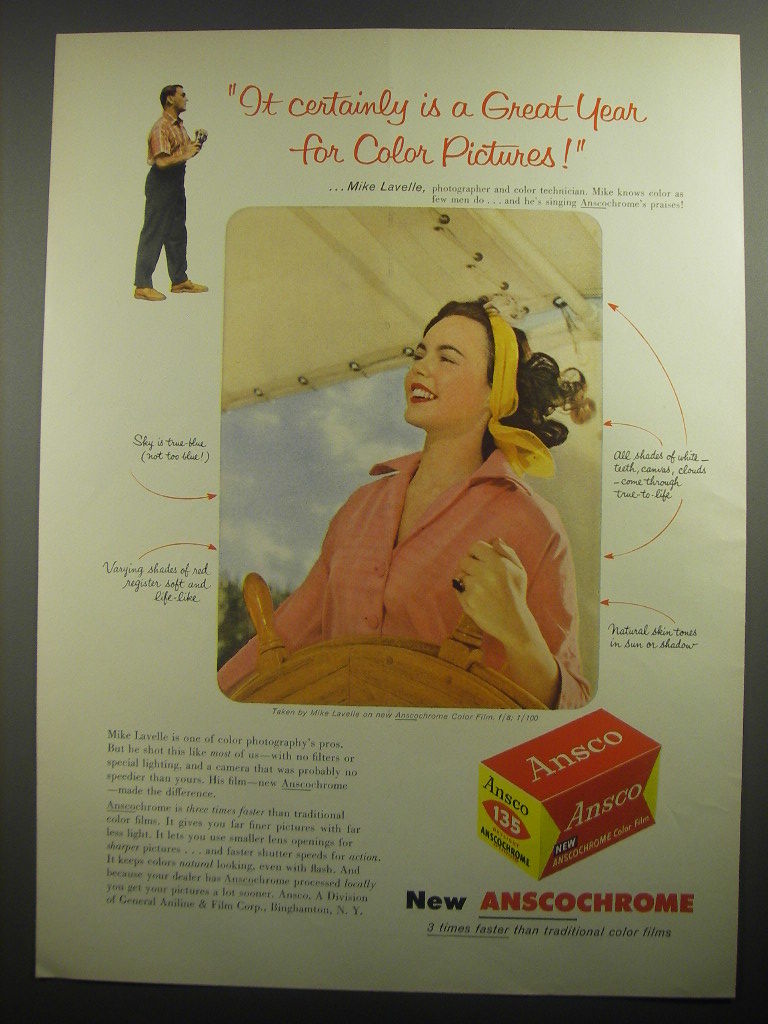 "It certainly is a Great Year
for Color Pictures!"
...Mike Lavelle, photographer and color technician. Mike knows color as
few men do . . . and he's singing Anscochrome's praises!
Sky is true-blue
(not too blue!)
Varying shades of red
register soft and
life-like
All shades of white—
teeth, canvas, clouds
—come through
true-to-life
Natural skin tones
in sun or shadow
Taken by Mike Lavelle on new Anscochrome Color Film. f/8; 1/100
Mike Lavelle is one of color photography's pros.
But he shot this like most of us—with no filters or
special lighting, and a camera that was probably no
speedier than yours. His film—new Anscochrome
—made the difference.
Anscochrome is three times faster than traditional
color films. It gives you far finer pictures with far
less light. It lets you use smaller lens openings for
sharper pictures . . . and faster shutter speeds for action.
It keeps colors natural looking, even with flash. And
because your dealer has Anscochrome processed locally
you get your pictures a lot sooner. Ansco, A Division
of General Aniline & Film Corp., Binghamton, N. Y.
Ansco
Ansco
NEW
ANSCOCHROME Color Film
Ansco
135
ANSCOCHROME
New ANSCOCHROME
3 times faster than traditional color films